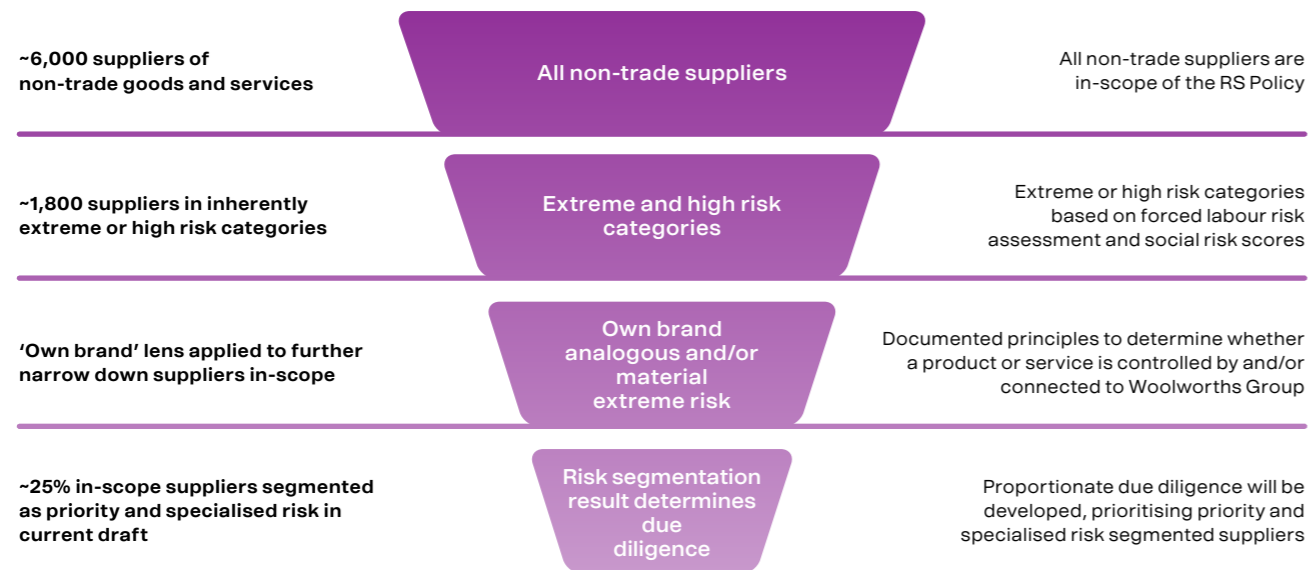 ~6,000 suppliers of
non-trade goods and services
All non-trade suppliers
All non-trade suppliers are
in-scope of the RS Policy
~1,800 suppliers in inherently
extreme or high risk categories
Extreme and high risk
categories
Extreme or high risk categories
based on forced labour risk
assessment and social risk scores
‘Own brand’ lens applied to further
narrow down suppliers in-scope
Own brand
analogous and/or
material
extreme risk
Documented principles to determine whether
a product or service is controlled by and/or
connected to Woolworths Group
~25% in-scope suppliers segmented
as priority and specialised risk in
current draft
Risk segmentation
result determines
due
diligence
Proportionate due diligence will be
developed, prioritising priority and
specialised risk segmented suppliers